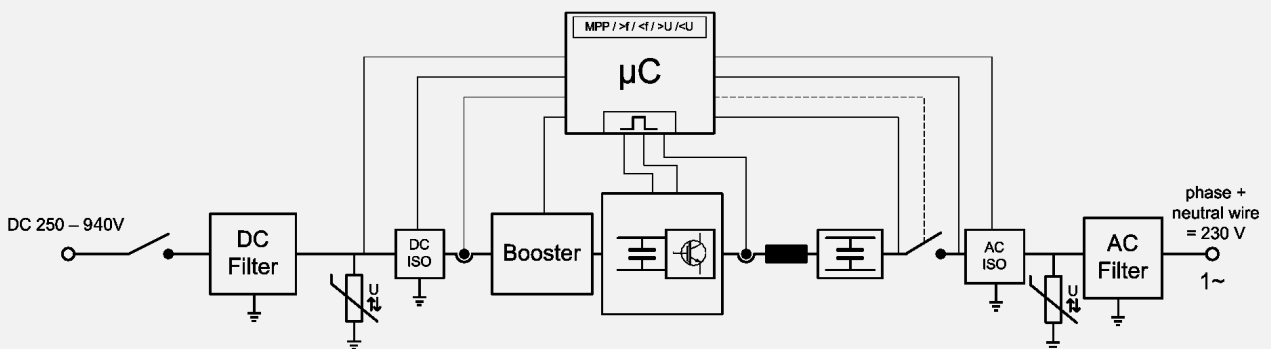 MPP / >f / <f / >U / <U
µC
DC 250 – 940V
DC
Filter
U
DC
ISO
Booster
AC
ISO
U
AC
Filter
phase +
neutral wire
= 230 V
1~